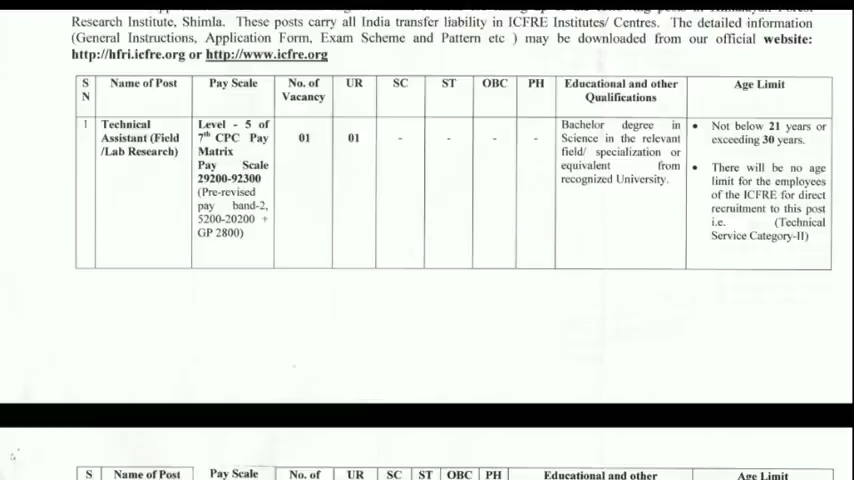 Research Institute, Shimla. These posts carry all India transfer liability in ICFRE Institutes/ Centres. The detailed information
(General Instructions, Application Form, Exam Scheme and Pattern etc ) may be downloaded from our official website:
http://hfri.icfre.org or http://www.icfre.org
S N Name of Post Pay Scale No. of Vacancy UR SC ST OBC PH Educational and other Qualifications Age Limit
1 Technical Assistant (Field /Lab Research)
Level - 5 of
7th CPC Pay
Matrix
Pay Scale
29200-92300
(Pre-revised
pay band-2,
5200-20200 +
GP 2800)
01 01 - - - -
Bachelor degree in
Science in the relevant
field/ specialization or
equivalent from
recognized University.
• Not below 21 years or
exceeding 30 years.
• There will be no age
limit for the employees
of the ICFRE for direct
recruitment to this post
i.e. (Technical
Service Category-II)
S Name of Post Pay Scale No. of UR SC ST OBC PH Educational and other Age Limit